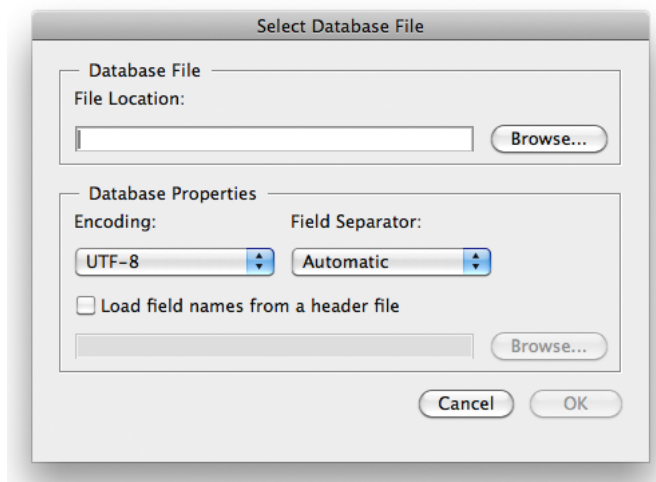 Select Database File
Database File
File Location:
Browse...
Database Properties
Encoding: Field Separator:
UTF-8 Automatic
Load field names from a header file
Browse...
Cancel OK